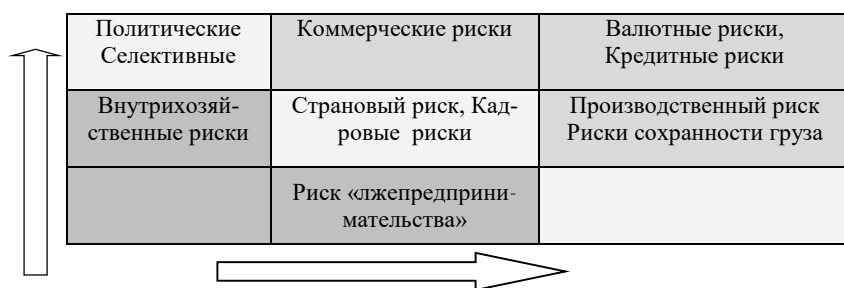 Политические
Селективные
Коммерческие риски
Валютные риски,
Кредитные риски
Внутрихозяй-
ственные риски
Страновый риск, Кад-
ровые риски
Производственный риск
Риски сохранности груза
Риск «лжепредприни-
мательства»